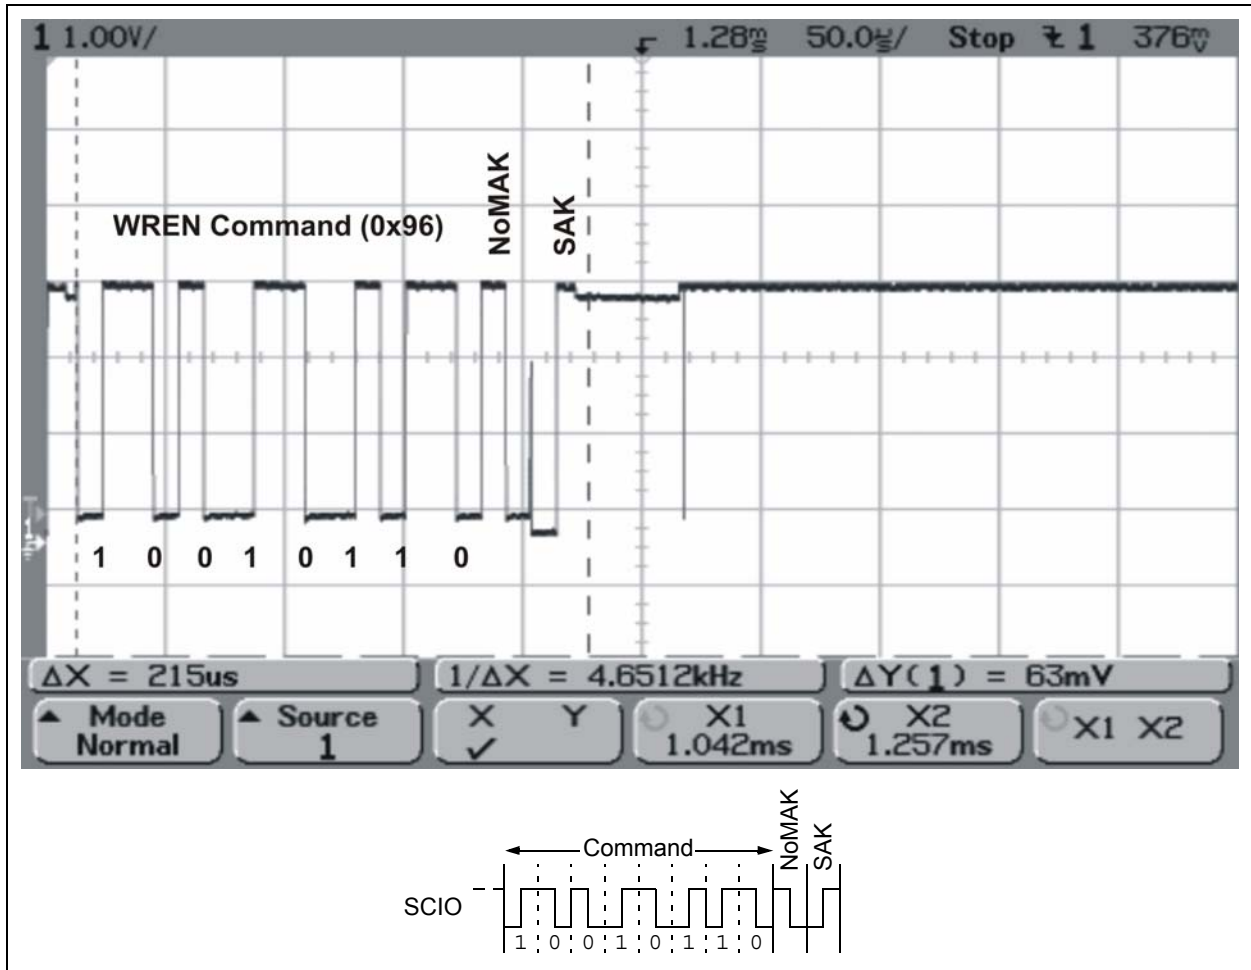 1 1.00V/ 1.28ms 50.0us/ Stop 1 376mV
WREN Command (0x96)
NoMAK
SAK
1 0 0 1 0 1 1 0
ΔX = 215us 1/ΔX = 4.6512kHz ΔY(1) = 63mV
Mode Source X Y X1 X2 X1 X2
Normal 1 ✓ 1.042ms 1.257ms
Command
NoMAK
SAK
SCIO
1 0 0 1 0 1 1 0